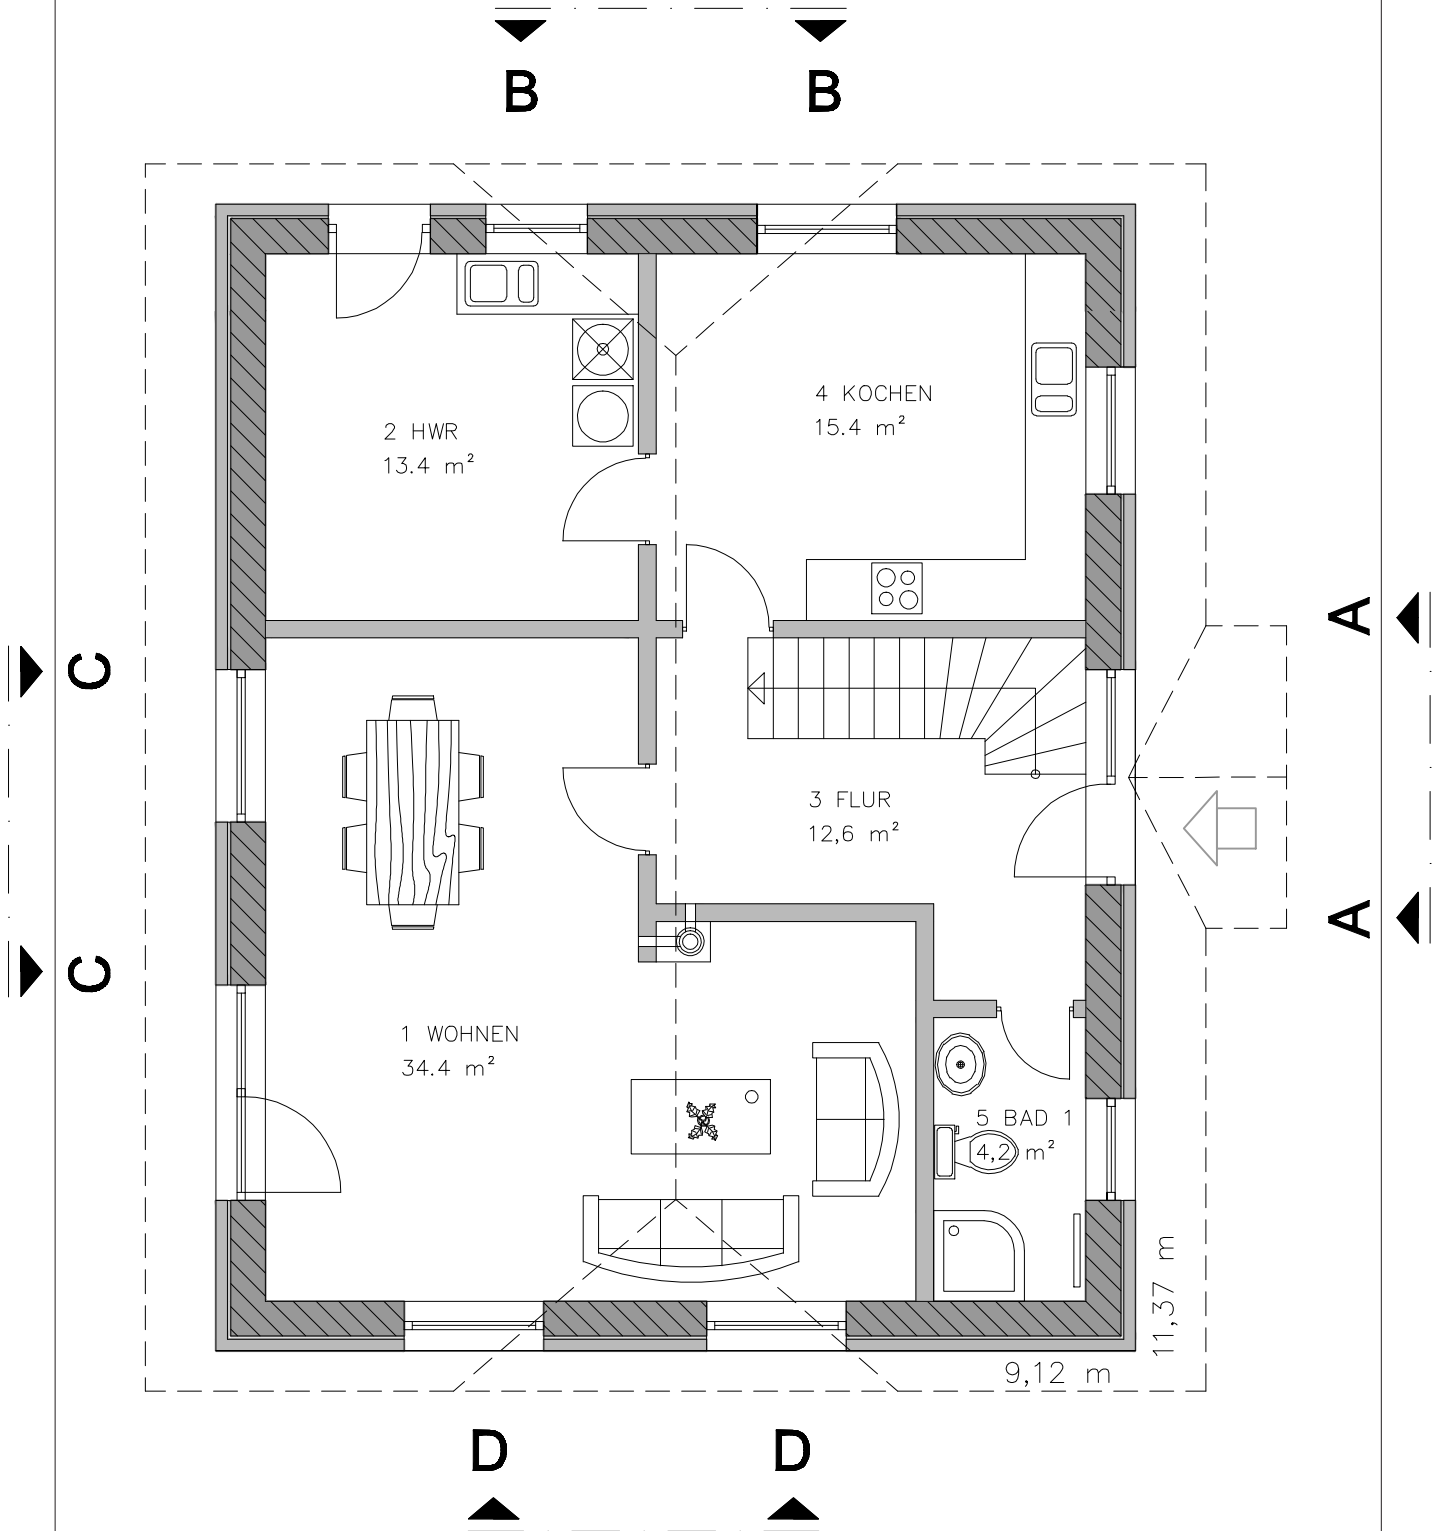 B
B
4 KOCHEN
15.4 m²
2 HWR
13.4 m²
A
C
3 FLUR
12,6 m²
A
C
1 WOHNEN
34.4 m²
5 BAD 1
4,2 m²
11,37 m
9,12 m
D
D